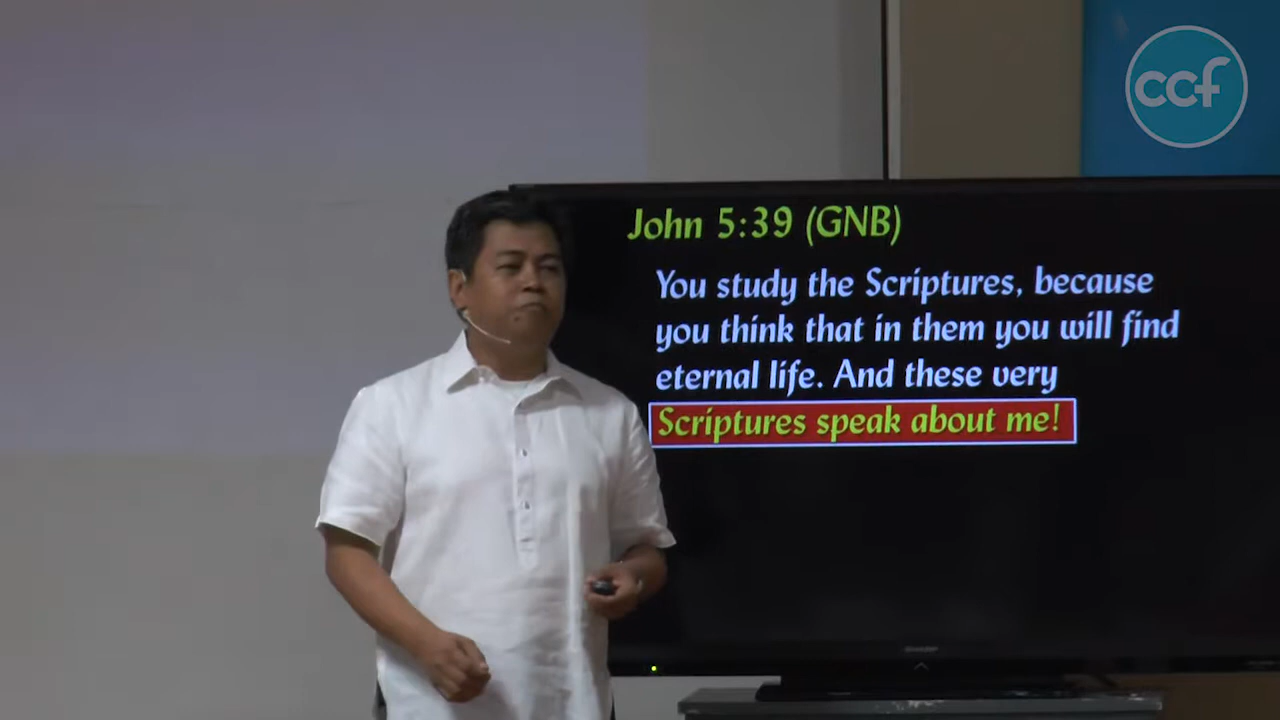 ccf
John 5:39 (GNB)
You study the Scriptures, because
you think that in them you will find
eternal life. And these very
Scriptures speak about me!
SHARP